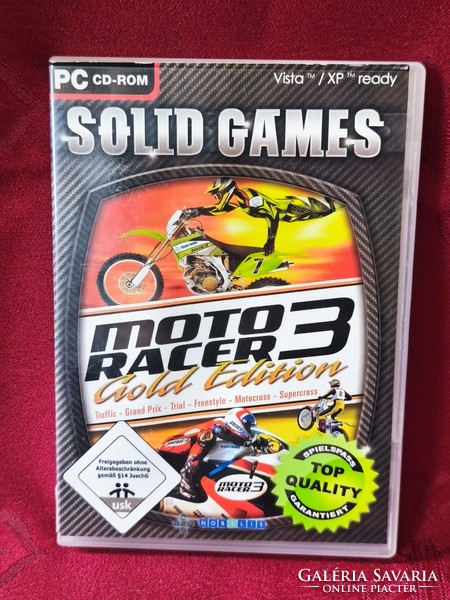 PC CD-ROM
Vista™ / XP™ ready
SOLID GAMES
7
MOTO
RACER 3
Gold Edition
Traffic - Grand Prix - Trial - Freestyle - Motocross - Supercross
Freigegeben ohne
Altersbeschränkung
gemäß §14 JuschG
usk
MOTO
RACER 3
NOBILIS
SPIELSPASS
TOP
QUALITY
GARANTIERT
GALÉRIA SAVARIA
ONLINE PIACTÉR